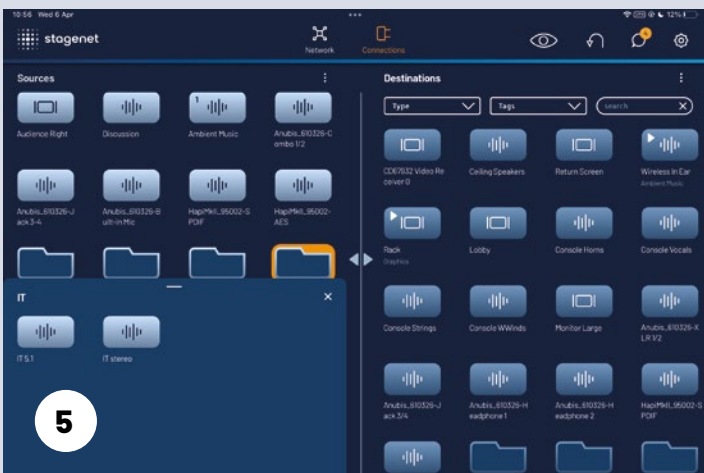 10:56 Wed 6 Apr
12%
stagenet
Network
Connections
4
Sources
Destinations
Type
Tags
search
Audience Right
Discussion
1
Ambient Music
Anubis_610326-C
ombo 1/2
Anubis_610326-J
ack 3-4
Anubis_610326-B
uilt-in Mic
HapiMkII_95002-S
PDIF
HapiMkII_95002-
AES
IT
IT 5.1
IT stereo
5
CD67832 Video Re
ceiver 0
Ceiling Speakers
Return Screen
Wireless In Ear
Ambient Music
Rack
Graphics
Lobby
Console Horns
Console Vocals
Console Strings
Console WWinds
Monitor Large
Anubis_610326-X
LR 1/2
Anubis_610326-J
ack 3/4
Anubis_610326-H
eadphone 1
Anubis_610326-H
eadphone 2
HapiMkII_95002-S
PDIF